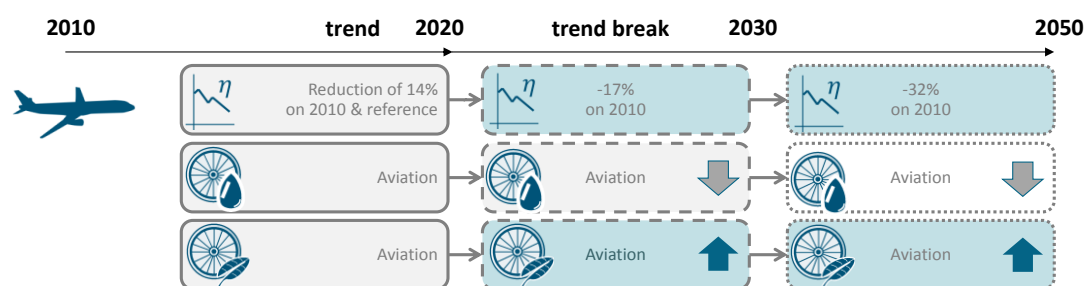 2010 trend 2020 trend break 2030 2050
η Reduction of 14%
on 2010 & reference
η -17%
on 2010
η -32%
on 2010
Aviation Aviation Aviation
Aviation Aviation Aviation